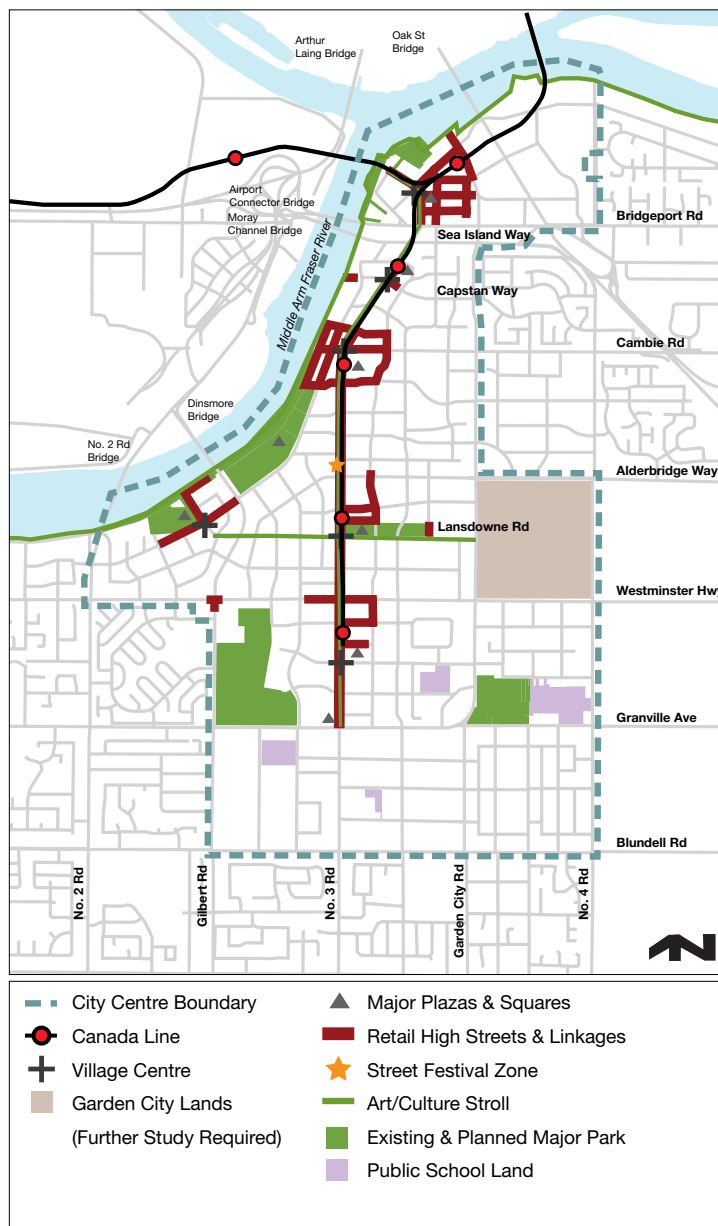 Arthur
Laing Bridge
Oak St
Bridge
Airport
Connector Bridge
Moray
Channel Bridge
Bridgeport Rd
Sea Island Way
Middle Arm Fraser River
Capstan Way
Cambie Rd
Dinsmore
Bridge
No. 2 Rd
Bridge
Alderbridge Way
Lansdowne Rd
Westminster Hwy
Granville Ave
Blundell Rd
No. 2 Rd
Gilbert Rd
No. 3 Rd
Garden City Rd
No. 4 Rd
N
City Centre Boundary
Canada Line
Village Centre
Garden City Lands
(Further Study Required)
Major Plazas & Squares
Retail High Streets & Linkages
Street Festival Zone
Art/Culture Stroll
Existing & Planned Major Park
Public School Land